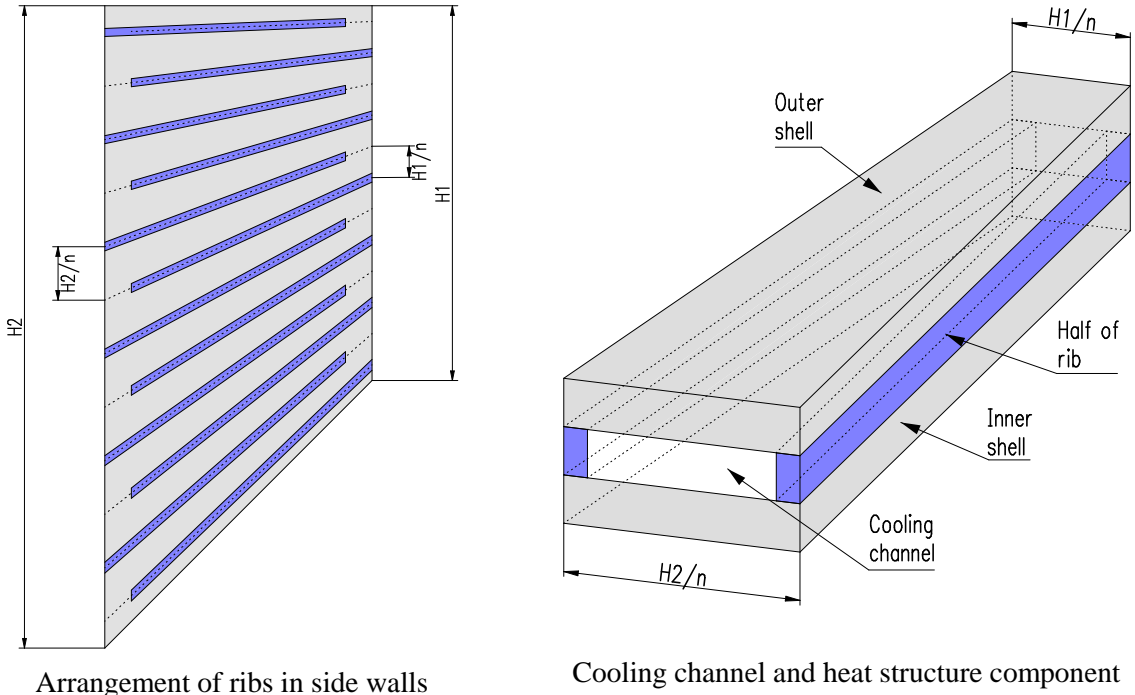 H2
H2/n
H1/n
H1
Arrangement of ribs in side walls
H1/n
Outer
shell
Half of
rib
Inner
shell
Cooling
channel
H2/n
Cooling channel and heat structure component